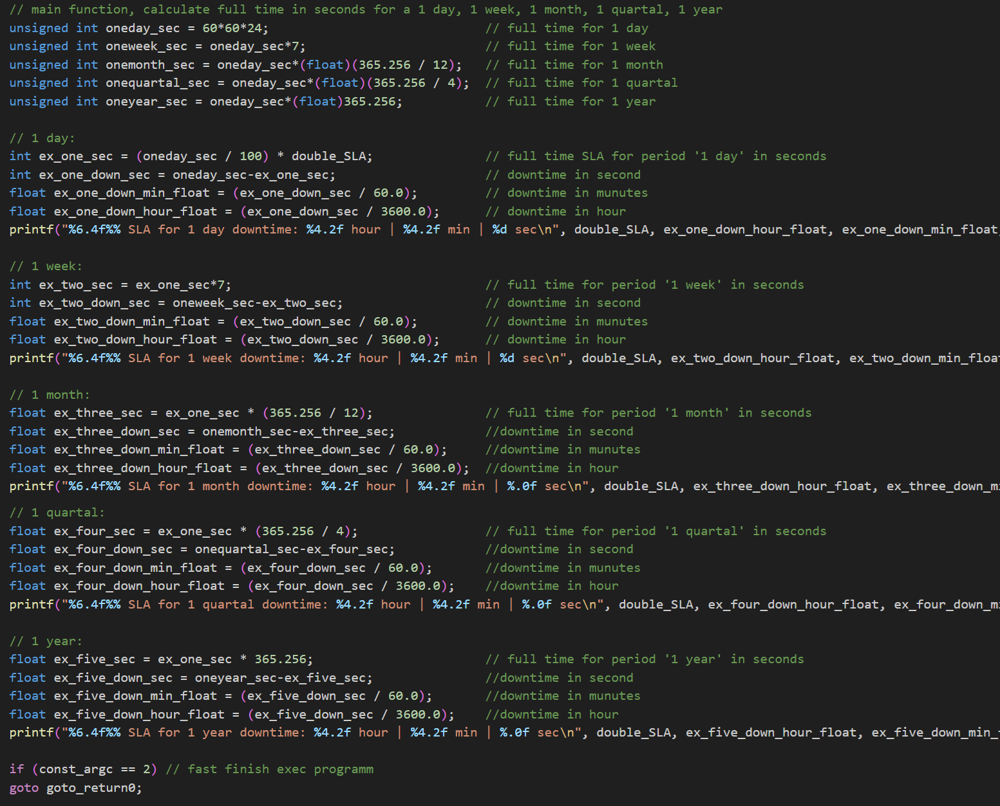 // main function, calculate full time in seconds for a 1 day, 1 week, 1 month, 1 quartal, 1 year
unsigned int oneday_sec = 60*60*24; // full time for 1 day
unsigned int oneweek_sec = oneday_sec*7; // full time for 1 week
unsigned int onemonth_sec = oneday_sec*(float)(365.256 / 12); // full time for 1 month
unsigned int onequartal_sec = oneday_sec*(float)(365.256 / 4); // full time for 1 quartal
unsigned int oneyear_sec = oneday_sec*(float)365.256; // full time for 1 year
// 1 day:
int ex_one_sec = (oneday_sec / 100) * double_SLA; // full time SLA for period '1 day' in seconds
int ex_one_down_sec = oneday_sec-ex_one_sec; // downtime in second
float ex_one_down_min_float = (ex_one_down_sec / 60.0); // downtime in munutes
float ex_one_down_hour_float = (ex_one_down_sec / 3600.0); // downtime in hour
printf("%6.4f%% SLA for 1 day downtime: %4.2f hour | %4.2f min | %d sec\n", double_SLA, ex_one_down_hour_float, ex_one_down_min_float,
// 1 week:
int ex_two_sec = ex_one_sec*7; // full time for period '1 week' in seconds
int ex_two_down_sec = oneweek_sec-ex_two_sec; // downtime in second
float ex_two_down_min_float = (ex_two_down_sec / 60.0); // downtime in munutes
float ex_two_down_hour_float = (ex_two_down_sec / 3600.0); // downtime in hour
printf("%6.4f%% SLA for 1 week downtime: %4.2f hour | %4.2f min | %d sec\n", double_SLA, ex_two_down_hour_float, ex_two_down_min_float
// 1 month:
float ex_three_sec = ex_one_sec * (365.256 / 12); // full time for period '1 month' in seconds
float ex_three_down_sec = onemonth_sec-ex_three_sec; //downtime in second
float ex_three_down_min_float = (ex_three_down_sec / 60.0); //downtime in munutes
float ex_three_down_hour_float = (ex_three_down_sec / 3600.0); //downtime in hour
printf("%6.4f%% SLA for 1 month downtime: %4.2f hour | %4.2f min | %.0f sec\n", double_SLA, ex_three_down_hour_float, ex_three_down_mi
// 1 quartal:
float ex_four_sec = ex_one_sec * (365.256 / 4); // full time for period '1 quartal' in seconds
float ex_four_down_sec = onequartal_sec-ex_four_sec; //downtime in second
float ex_four_down_min_float = (ex_four_down_sec / 60.0); //downtime in munutes
float ex_four_down_hour_float = (ex_four_down_sec / 3600.0); //downtime in hour
printf("%6.4f%% SLA for 1 quartal downtime: %4.2f hour | %4.2f min | %.0f sec\n", double_SLA, ex_four_down_hour_float, ex_four_down_mi
// 1 year:
float ex_five_sec = ex_one_sec * 365.256; // full time for period '1 year' in seconds
float ex_five_down_sec = oneyear_sec-ex_five_sec; //downtime in second
float ex_five_down_min_float = (ex_five_down_sec / 60.0); //downtime in munutes
float ex_five_down_hour_float = (ex_five_down_sec / 3600.0); //downtime in hour
printf("%6.4f%% SLA for 1 year downtime: %4.2f hour | %4.2f min | %.0f sec\n", double_SLA, ex_five_down_hour_float, ex_five_down_min_
if (const_argc == 2) // fast finish exec programm
goto goto_return0;